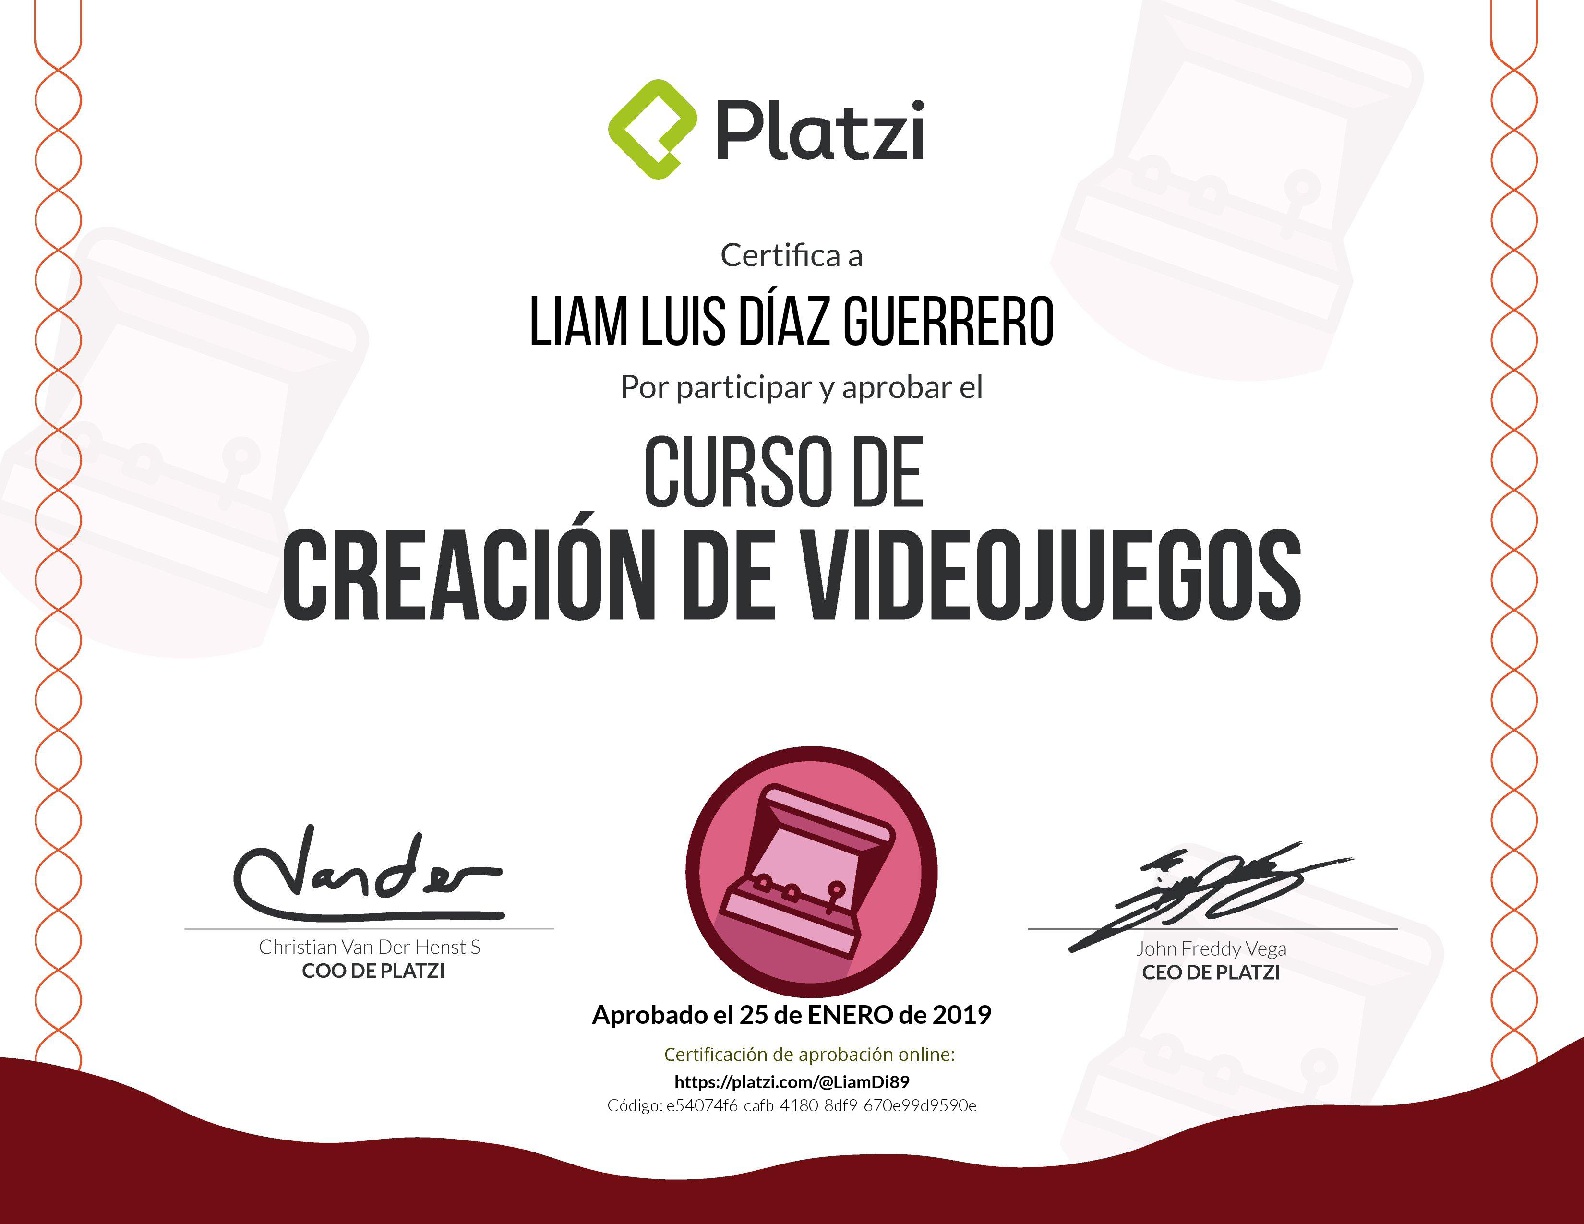 Platzi
Certifica a
LIAM LUIS DÍAZ GUERRERO
Por participar y aprobar el
CURSO DE
CREACIÓN DE VIDEOJUEGOS
Vander
Christian Van Der Henst S
COO DE PLATZI
John Freddy Vega
CEO DE PLATZI
Aprobado el 25 de ENERO de 2019
Certificación de aprobación online:
https://platzi.com/@LiamDi89
Código: e54074f6-cafb-4180-8df9-670e99d9590e